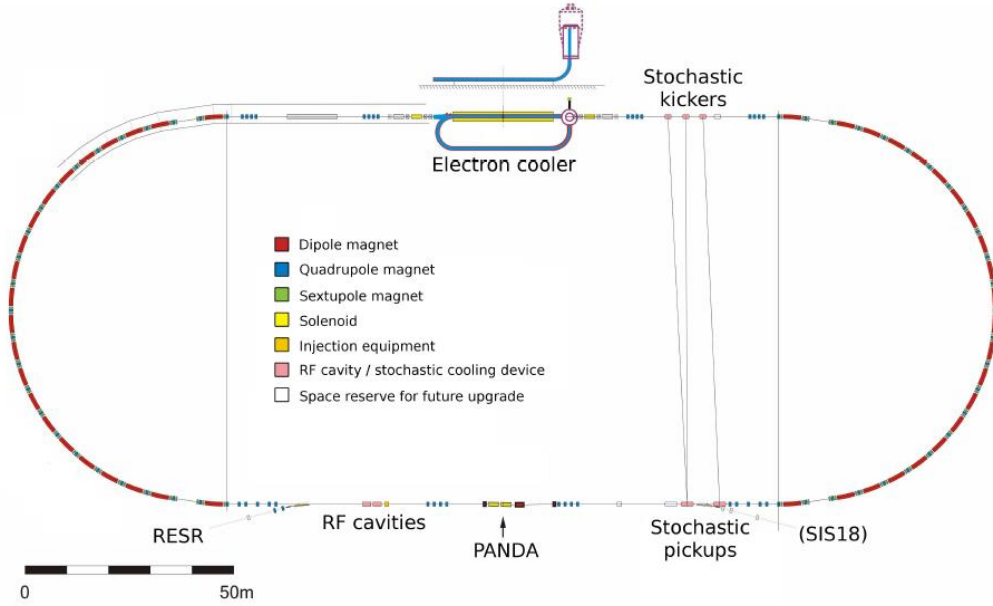 Stochastic
kickers
Electron cooler
Dipole magnet
Quadrupole magnet
Sextupole magnet
Solenoid
Injection equipment
RF cavity / stochastic cooling device
Space reserve for future upgrade
RESR
RF cavities
PANDA
Stochastic
pickups
(SIS18)
0
50m